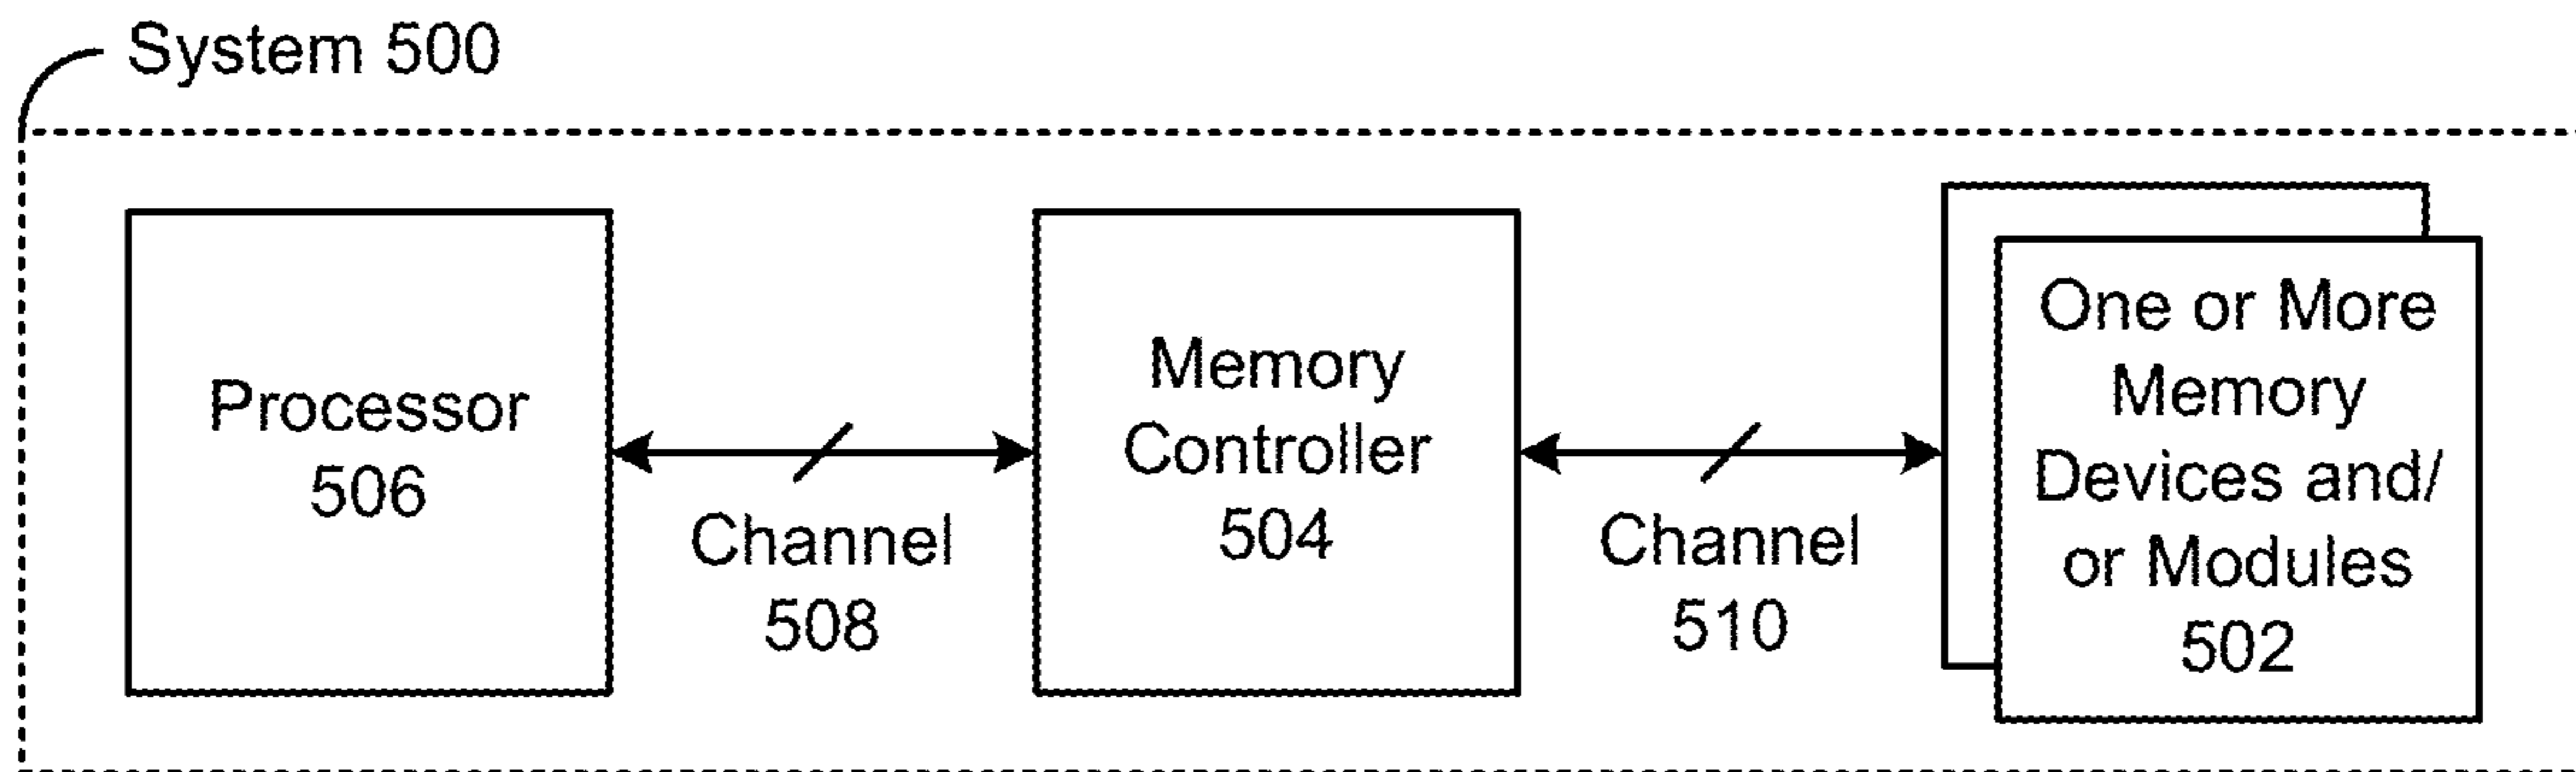 System 500
Processor
506
Channel
508
Memory
Controller
504
Channel
510
One or More
Memory
Devices and/
or Modules
502